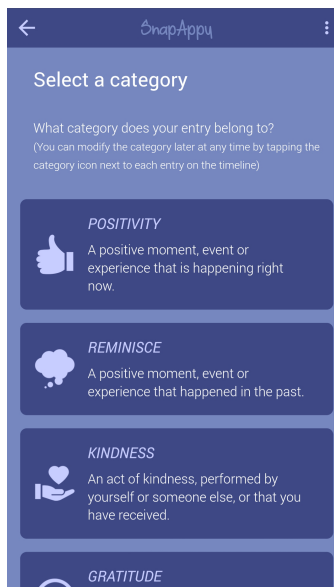 SnapAppy
Select a category
What category does your entry belong to?
(You can modify the category later at any time by tapping the
category icon next to each entry on the timeline)
POSITIVITY
A positive moment, event or
experience that is happening right
now.
REMINISCE
A positive moment, event or
experience that happened in the past.
KINDNESS
An act of kindness, performed by
yourself or someone else, or that you
have received.
GRATITUDE